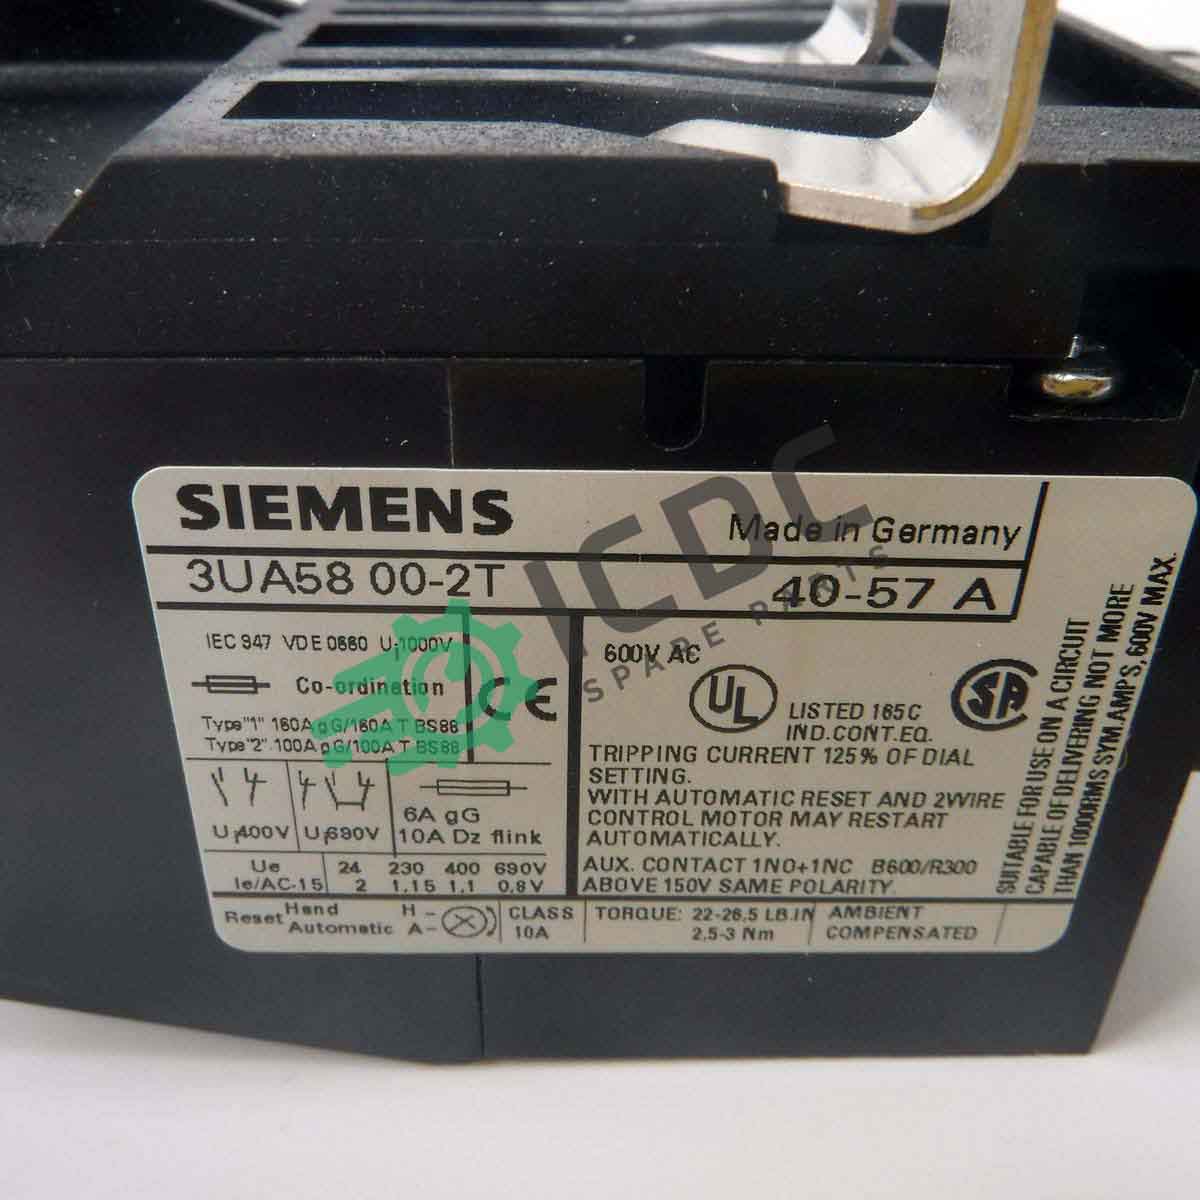 SIEMENS
Made in Germany
3UA58 00-2T
40-57 A
IEC 947 VDE 0660 Ui 1000V
Co-ordination
Type "1" 160A gG/160A T BS88
Type "2" 100A gG/100A T BS88
CE
Ui400V
Ui690V
6A gG
10A Dz flink
Ue 24 230 400 690V
Ie/AC-15 2 1,15 1,1 0.8V
Reset Hand H-
Automatic A-
CLASS
10A
600V AC
UL
LISTED 165C
IND.CONT.EQ.
SA
TRIPPING CURRENT 125% OF DIAL
SETTING.
WITH AUTOMATIC RESET AND 2WIRE
CONTROL MOTOR MAY RESTART
AUTOMATICALLY.
AUX. CONTACT 1NO+1NC B600/R300
ABOVE 150V SAME POLARITY.
TORQUE: 22-26,5 LB.IN
2,5-3 Nm
AMBIENT
COMPENSATED
SUITABLE FOR USE ON A CIRCUIT
CAPABLE OF DELIVERING NOT MORE
THAN 10000RMS SYM.AMPS, 600V MAX.
ICDC
SPARE PARTS